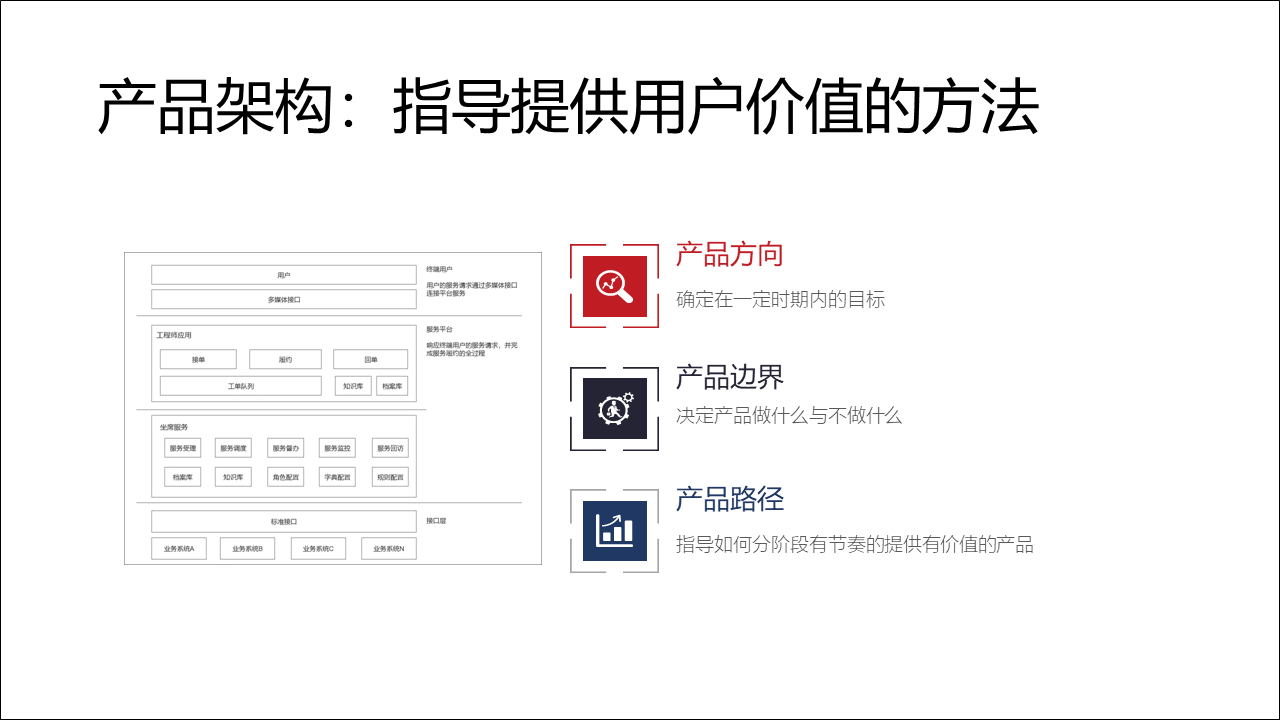 产品架构：指导提供用户价值的方法
用户
多媒体接口
终端用户
用户的服务请求通过多媒体接口
连接平台服务
工程师应用
接单
履约
回单
工单队列
知识库
档案库
服务平台
响应终端用户的服务请求，并完
成服务履约的全过程
坐席服务
服务受理
服务调度
服务督办
服务监控
服务回访
档案库
知识库
角色配置
字典配置
规则配置
标准接口
接口层
业务系统A
业务系统B
业务系统C
业务系统N
产品方向
确定在一定时期内的目标
产品边界
决定产品做什么与不做什么
产品路径
指导如何分阶段有节奏的提供有价值的产品